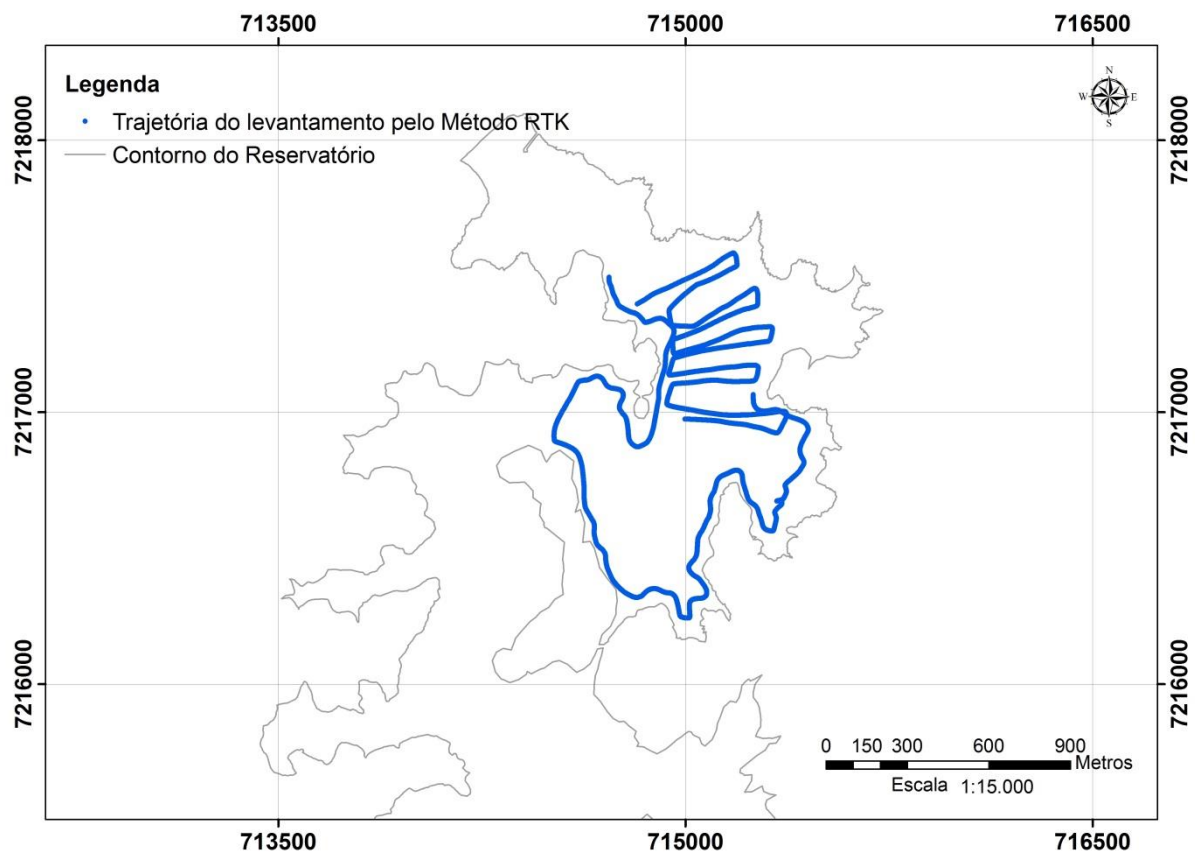 713500 715000 716500
Legenda
Trajetória do levantamento pelo Método RTK
Contorno do Reservatório
N
W E
S
7218000 7218000
7217000 7217000
7216000 7216000
0 150 300 600 900
Metros
Escala 1:15.000
713500 715000 716500